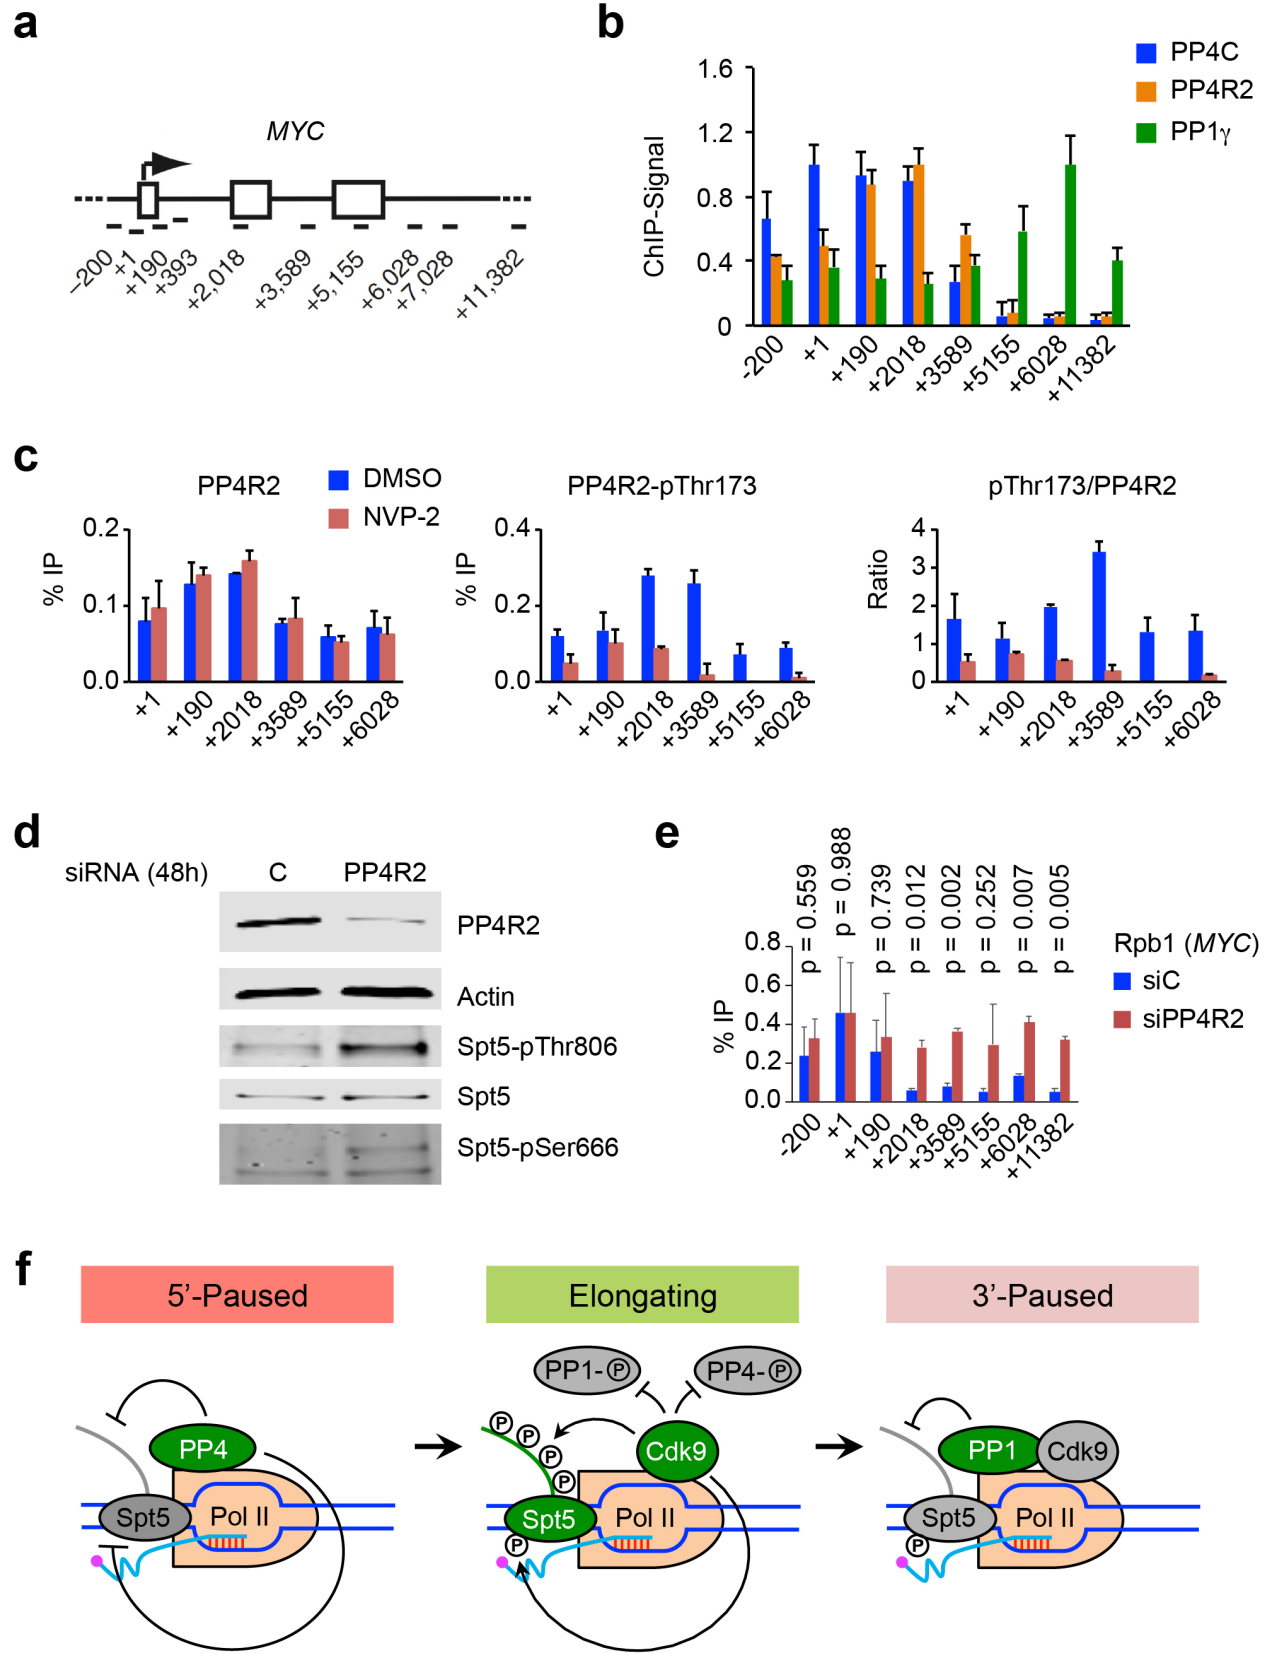 a
MYC
–200
+1
+190
+393
+2,018
+3,589
+5,155
+6,028
+7,028
+11,382
b
PP4C
PP4R2
PP1γ
ChIP-Signal
1.6
1.2
0.8
0.4
0
-200
+1
+190
+2018
+3589
+5155
+6028
+11382
c
PP4R2
DMSO
NVP-2
% IP
0.2
0.1
0.0
+1
+190
+2018
+3589
+5155
+6028
PP4R2-pThr173
% IP
0.4
0.2
0.0
+1
+190
+2018
+3589
+5155
+6028
pThr173/PP4R2
Ratio
4
3
2
1
0
+1
+190
+2018
+3589
+5155
+6028
d
siRNA (48h) C PP4R2
PP4R2
Actin
Spt5-pThr806
Spt5
Spt5-pSer666
e
p = 0.559
p = 0.988
p = 0.739
p = 0.012
p = 0.002
p = 0.252
p = 0.007
p = 0.005
Rpb1 (MYC)
siC
siPP4R2
% IP
0.8
0.6
0.4
0.2
0.0
-200
+1
+190
+2018
+3589
+5155
+6028
+11382
f
5’-Paused
Elongating
3’-Paused
PP4
Spt5
Pol II
PP1-P
PP4-P
P
P
P
P
Cdk9
Spt5
Pol II
P
PP1
Cdk9
Spt5
Pol II
P